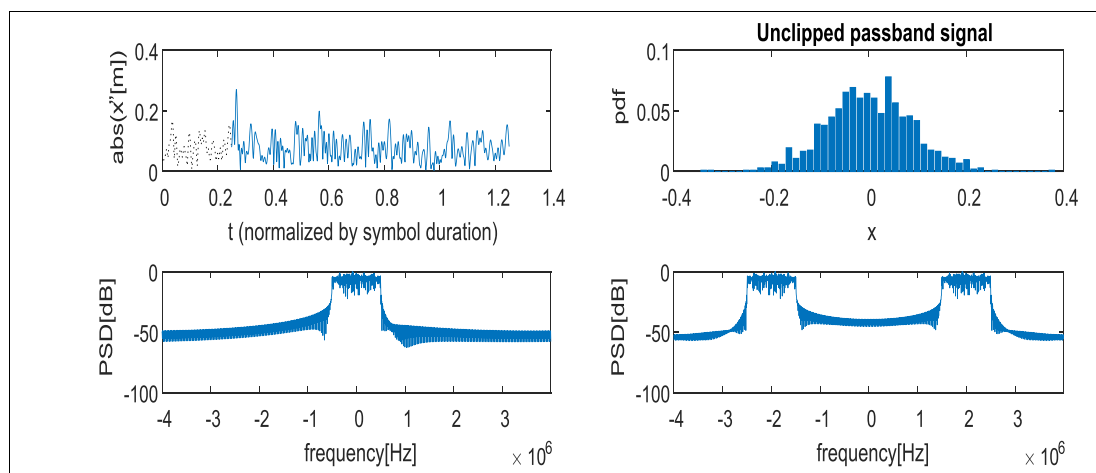 0.4
0.2
0
abs(x'[m])
0 0.2 0.4 0.6 0.8 1 1.2 1.4
t (normalized by symbol duration)
Unclipped passband signal
0.1
0.05
0
pdf
-0.4 -0.2 0 0.2 0.4
x
0
-50
-100
PSD[dB]
-4 -3 -2 -1 0 1 2 3
frequency[Hz]
× 10^6
0
-50
-100
PSD[dB]
-4 -3 -2 -1 0 1 2 3
frequency[Hz]
× 10^6